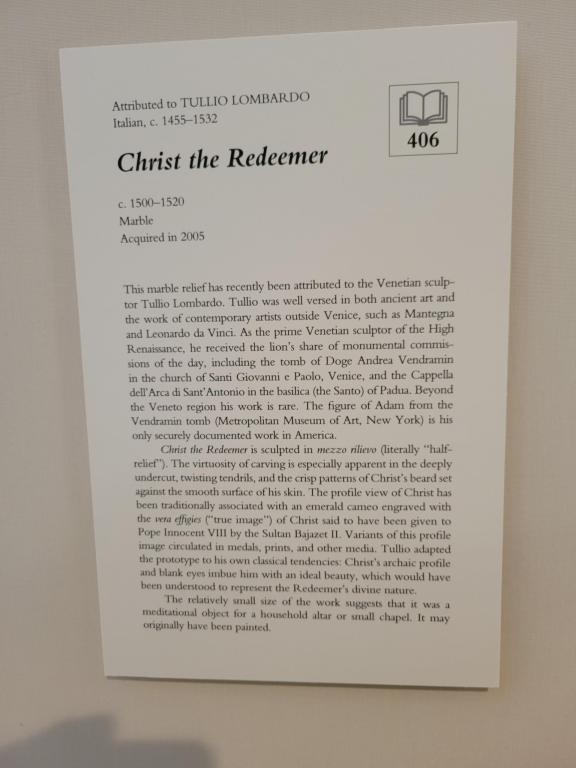 Attributed to TULLIO LOMBARDO
Italian, c. 1455–1532
406
Christ the Redeemer
c. 1500–1520
Marble
Acquired in 2005
This marble relief has recently been attributed to the Venetian sculp-
tor Tullio Lombardo. Tullio was well versed in both ancient art and
the work of contemporary artists outside Venice, such as Mantegna
and Leonardo da Vinci. As the prime Venetian sculptor of the High
Renaissance, he received the lion's share of monumental commis-
sions of the day, including the tomb of Doge Andrea Vendramin
in the church of Santi Giovanni e Paolo, Venice, and the Cappella
dell'Arca di Sant'Antonio in the basilica (the Santo) of Padua. Beyond
the Veneto region his work is rare. The figure of Adam from the
Vendramin tomb (Metropolitan Museum of Art, New York) is his
only securely documented work in America.
Christ the Redeemer is sculpted in mezzo rilievo (literally “half-
relief”). The virtuosity of carving is especially apparent in the deeply
undercut, twisting tendrils, and the crisp patterns of Christ's beard set
against the smooth surface of his skin. The profile view of Christ has
been traditionally associated with an emerald cameo engraved with
the vera effigies (“true image”) of Christ said to have been given to
Pope Innocent VIII by the Sultan Bajazet II. Variants of this profile
image circulated in medals, prints, and other media. Tullio adapted
the prototype to his own classical tendencies: Christ's archaic profile
and blank eyes imbue him with an ideal beauty, which would have
been understood to represent the Redeemer's divine nature.
The relatively small size of the work suggests that it was a
meditational object for a household altar or small chapel. It may
originally have been painted.